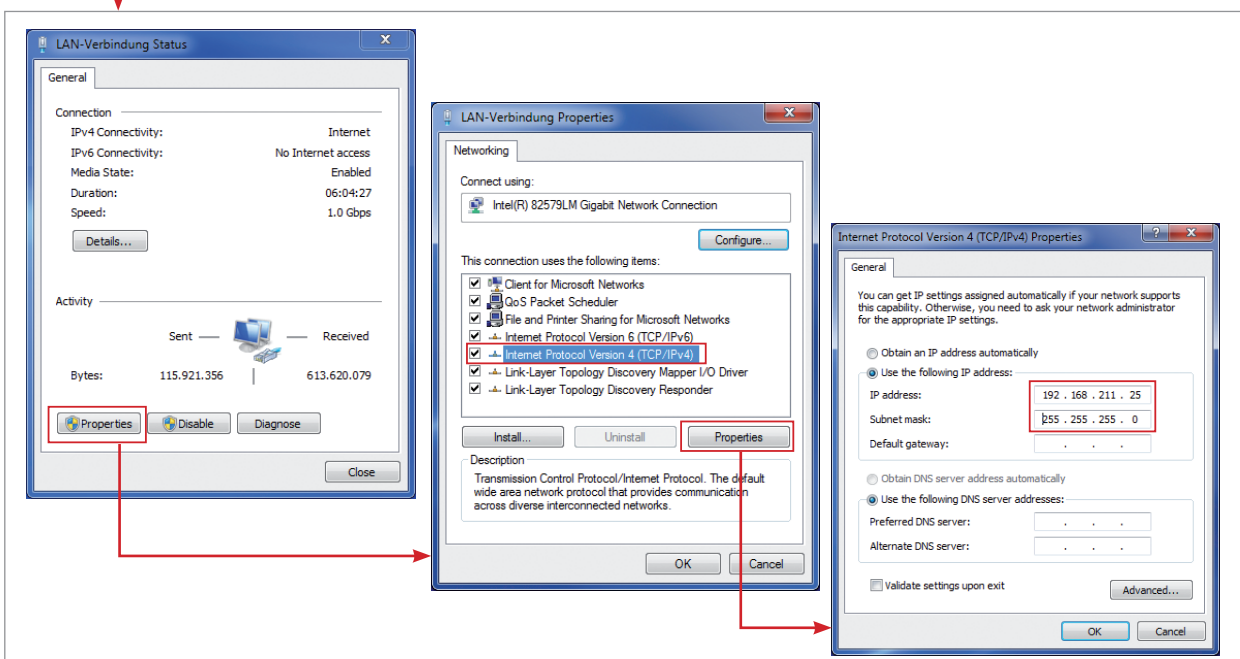 LAN-Verbindung Status
X
General
Connection
IPv4 Connectivity: Internet
IPv6 Connectivity: No Internet access
Media State: Enabled
Duration: 06:04:27
Speed: 1.0 Gbps
Details...
Activity
Sent Received
Bytes: 115.921.356 613.620.079
Properties Disable Diagnose
Close
LAN-Verbindung Properties
X
Networking
Connect using:
Intel(R) 82579LM Gigabit Network Connection
Configure...
This connection uses the following items:
Client for Microsoft Networks
QoS Packet Scheduler
File and Printer Sharing for Microsoft Networks
Internet Protocol Version 6 (TCP/IPv6)
Internet Protocol Version 4 (TCP/IPv4)
Link-Layer Topology Discovery Mapper I/O Driver
Link-Layer Topology Discovery Responder
Install... Uninstall Properties
Description
Transmission Control Protocol/Internet Protocol. The default
wide area network protocol that provides communication
across diverse interconnected networks.
OK Cancel
Internet Protocol Version 4 (TCP/IPv4) Properties
? X
General
You can get IP settings assigned automatically if your network supports
this capability. Otherwise, you need to ask your network administrator
for the appropriate IP settings.
Obtain an IP address automatically
Use the following IP address:
IP address: 192 . 168 . 211 . 25
Subnet mask: 255 . 255 . 255 . 0
Default gateway: . . .
Obtain DNS server address automatically
Use the following DNS server addresses:
Preferred DNS server: . . .
Alternate DNS server: . . .
Validate settings upon exit
Advanced...
OK Cancel